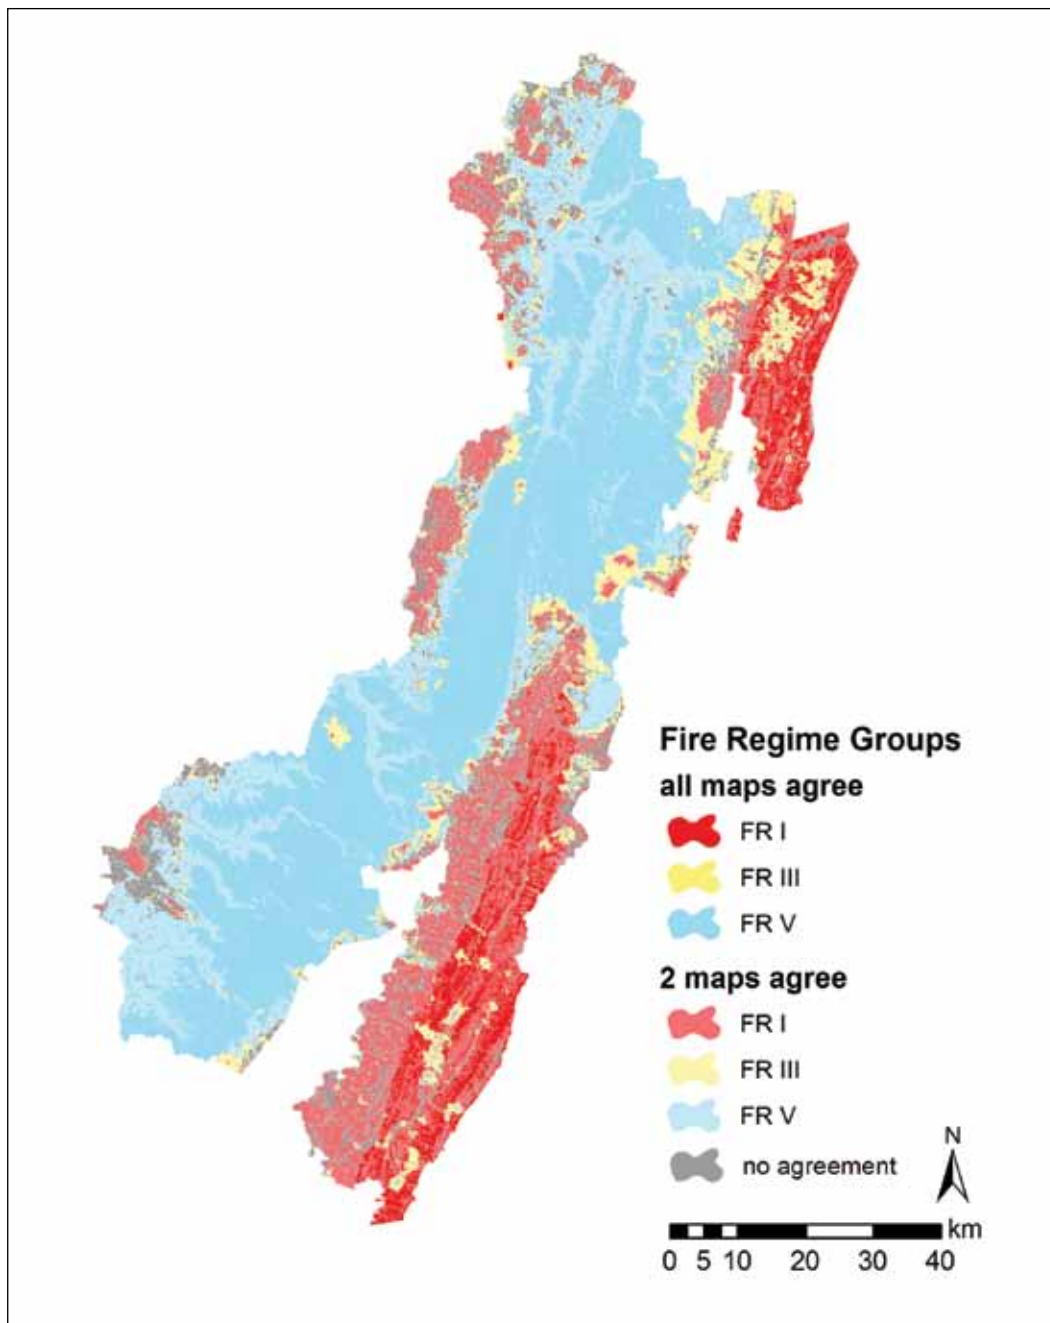 Fire Regime Groups
all maps agree
FR I
FR III
FR V
2 maps agree
FR I
FR III
FR V
no agreement
N
km
0 5 10 20 30 40